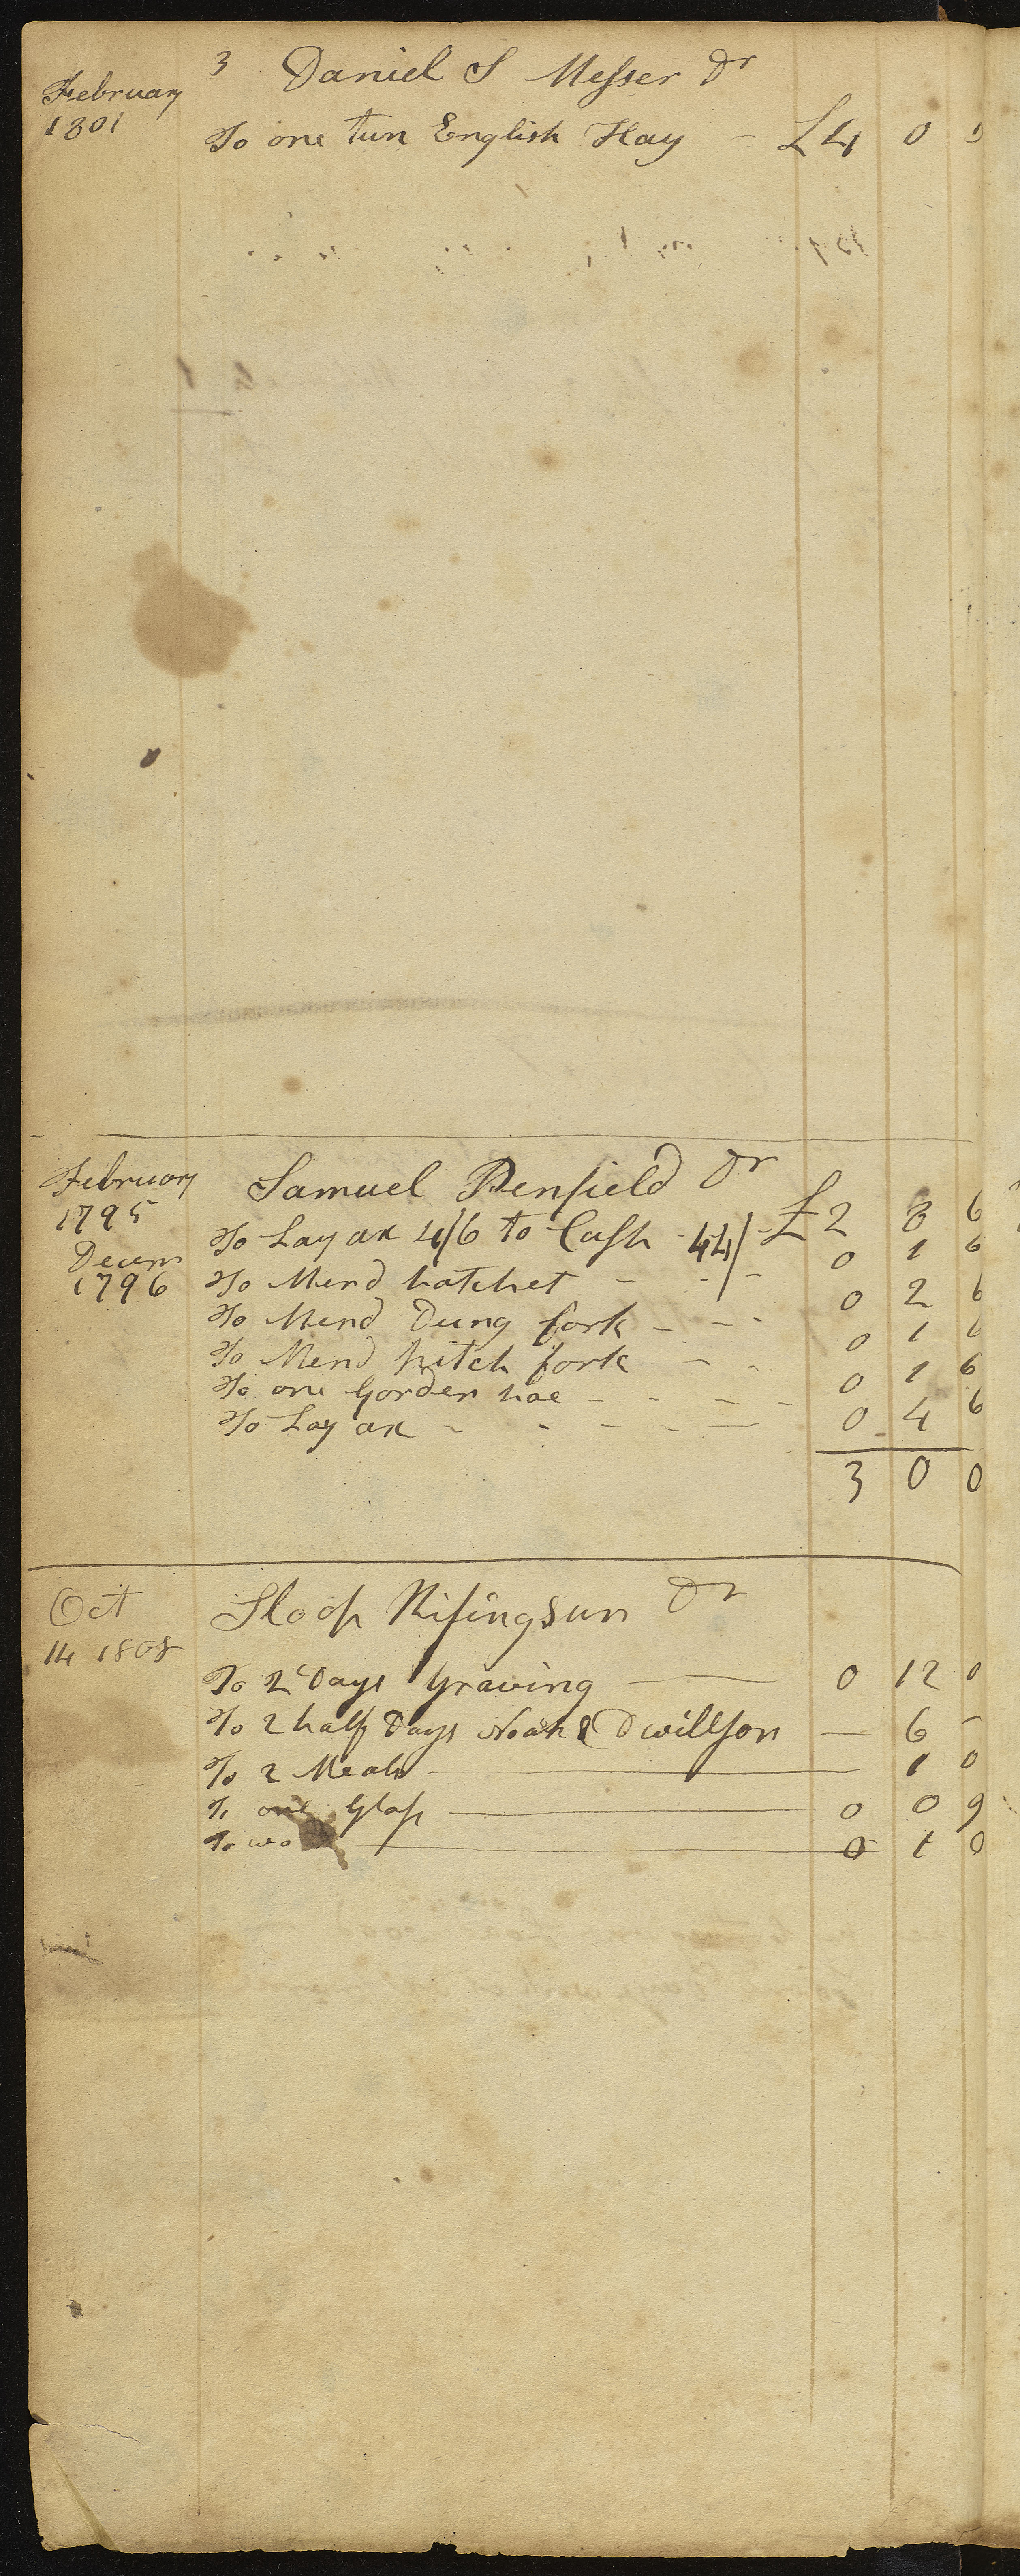 3 Daniel S Messer Dr
February
1801
To one tun English Hay - £4 0 0
February Samuel Penfield Dr
1795 To Lay ax 4/6 to Cash - 44/ - £2 8 6
Decem
1796 To Mend hatchet - - - 0 1 6
To Mend Dung fork - - - 0 2 6
To Mend pitch fork - - 0 1 6
To one Gorden hoe - - - - 0 1 6
To Lay ax - - - - - 0 4 6
3 0 0
Oct Sloop Risingsun Dr
14 1808
To 2 Days Graving 0 12 0
To 2 half Days Noah & D willson — 6 -
To 2 Meals 1 0
To one Glass 0 0 9
To 0 1 0